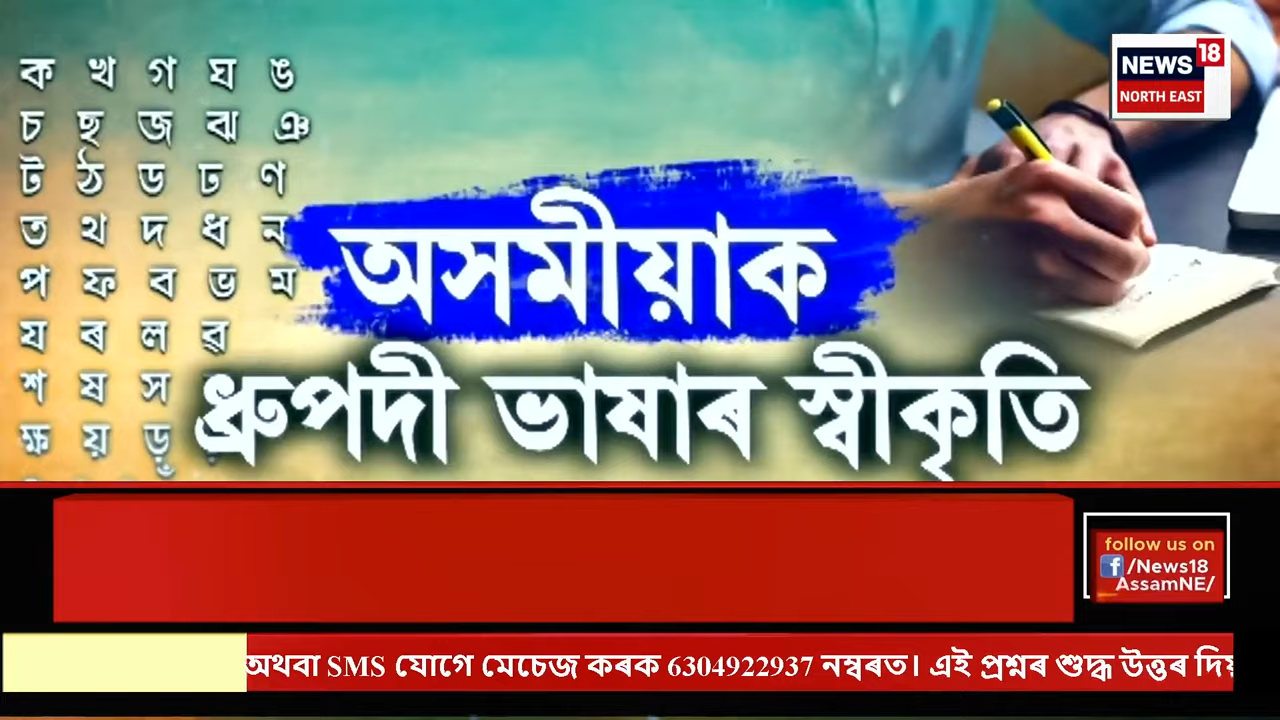 ক খ গ ঘ ঙ
চ ছ জ ঝ ঞ
ট ঠ ড ঢ ণ
ত থ দ ধ ন
প ফ ব ভ ম
য ৰ ল ৱ
শ ষ স
ক্ষ য় ড়
NEWS 18
NORTH EAST
অসমীয়াক
ধ্ৰুপদী ভাষাৰ স্বীকৃতি
follow us on
/News18
AssamNE/
অথবা SMS যোগে মেচেজ কৰক 6304922937 নম্বৰত। এই প্ৰশ্নৰ শুদ্ধ উত্তৰ